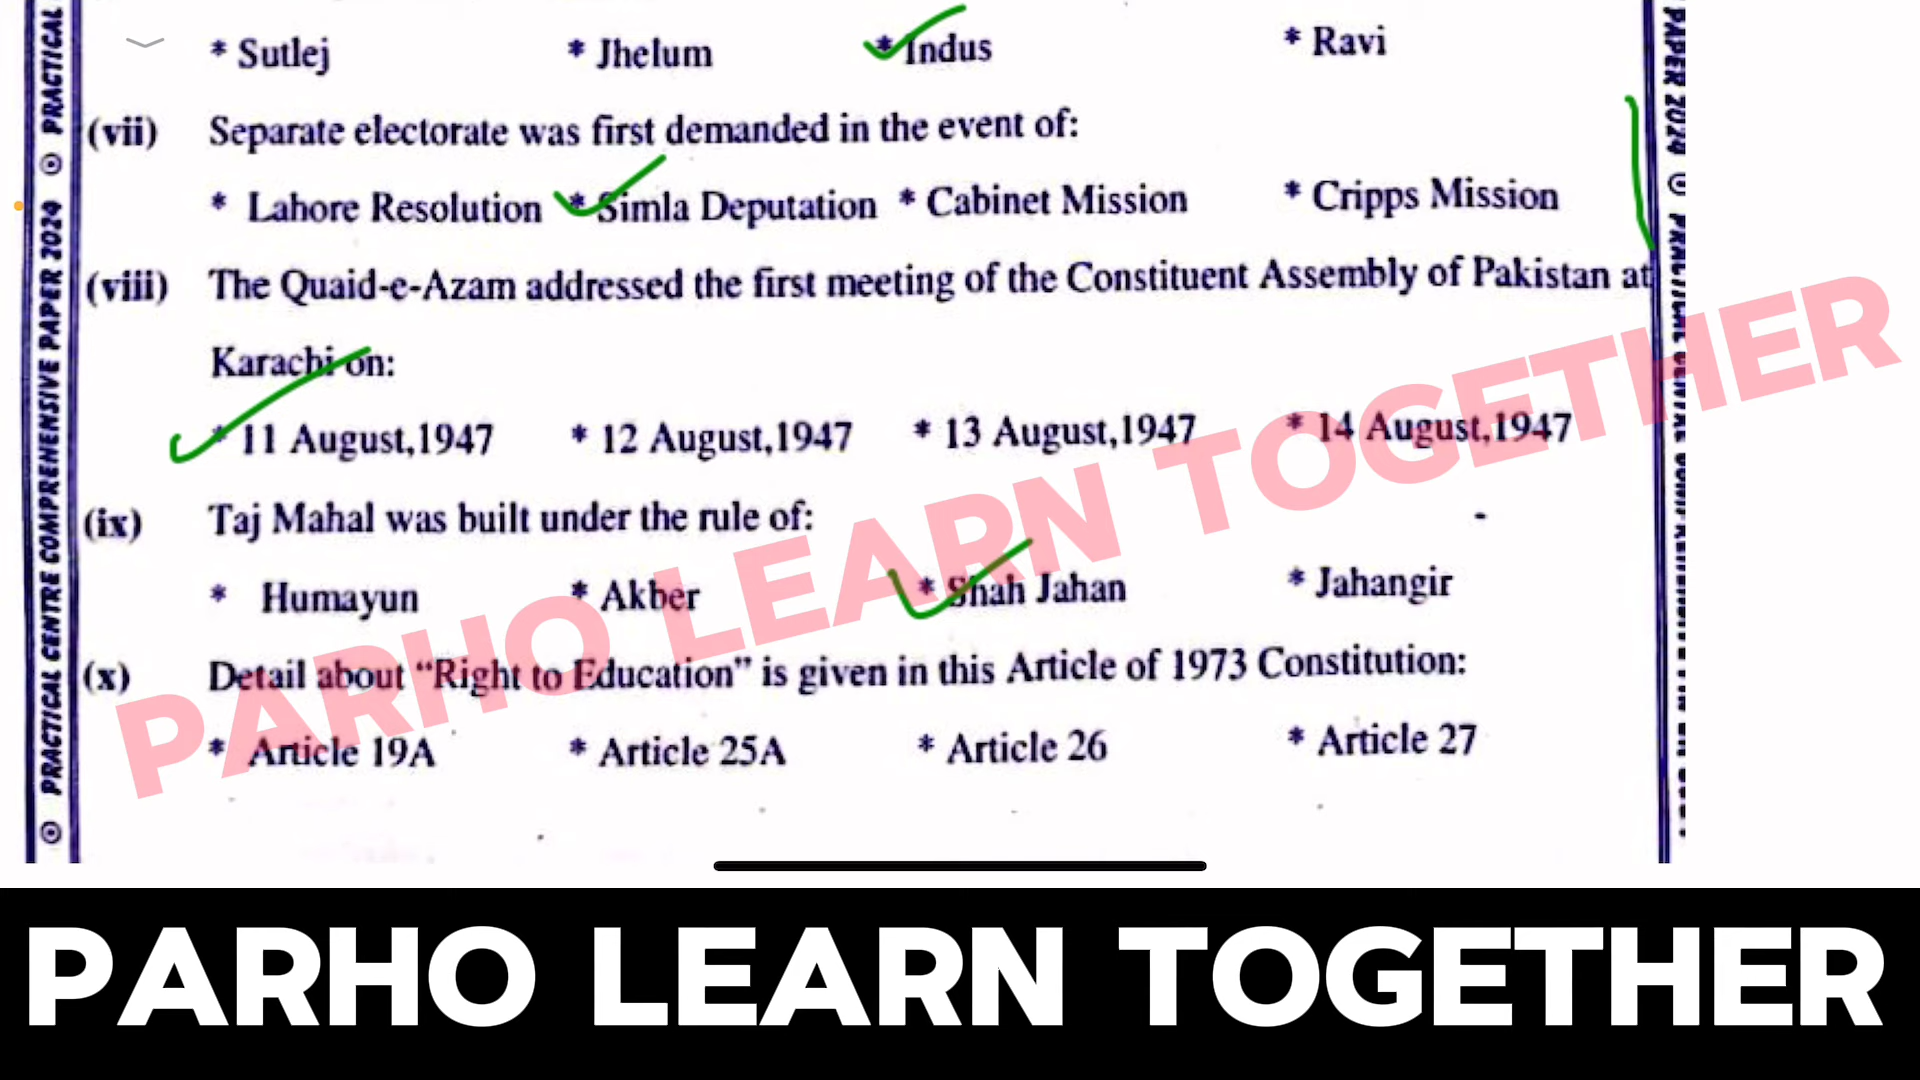 * Sutlej * Jhelum * Indus * Ravi
(vii) Separate electorate was first demanded in the event of:
* Lahore Resolution * Simla Deputation * Cabinet Mission * Cripps Mission
(viii) The Quaid-e-Azam addressed the first meeting of the Constituent Assembly of Pakistan at
Karachi on:
* 11 August,1947 * 12 August,1947 * 13 August,1947 * 14 August,1947
(ix) Taj Mahal was built under the rule of:
* Humayun * Akber * Shah Jahan * Jahangir
(x) Detail about “Right to Education” is given in this Article of 1973 Constitution:
* Article 19A * Article 25A * Article 26 * Article 27
PRACTICAL CENTRE COMPREHENSIVE PAPER 2024 ⊙ PRACTICAL
PAPER 2024 ⊙ PRACTICAL CENTRE
PARHO LEARN TOGETHER
PARHO LEARN TOGETHER